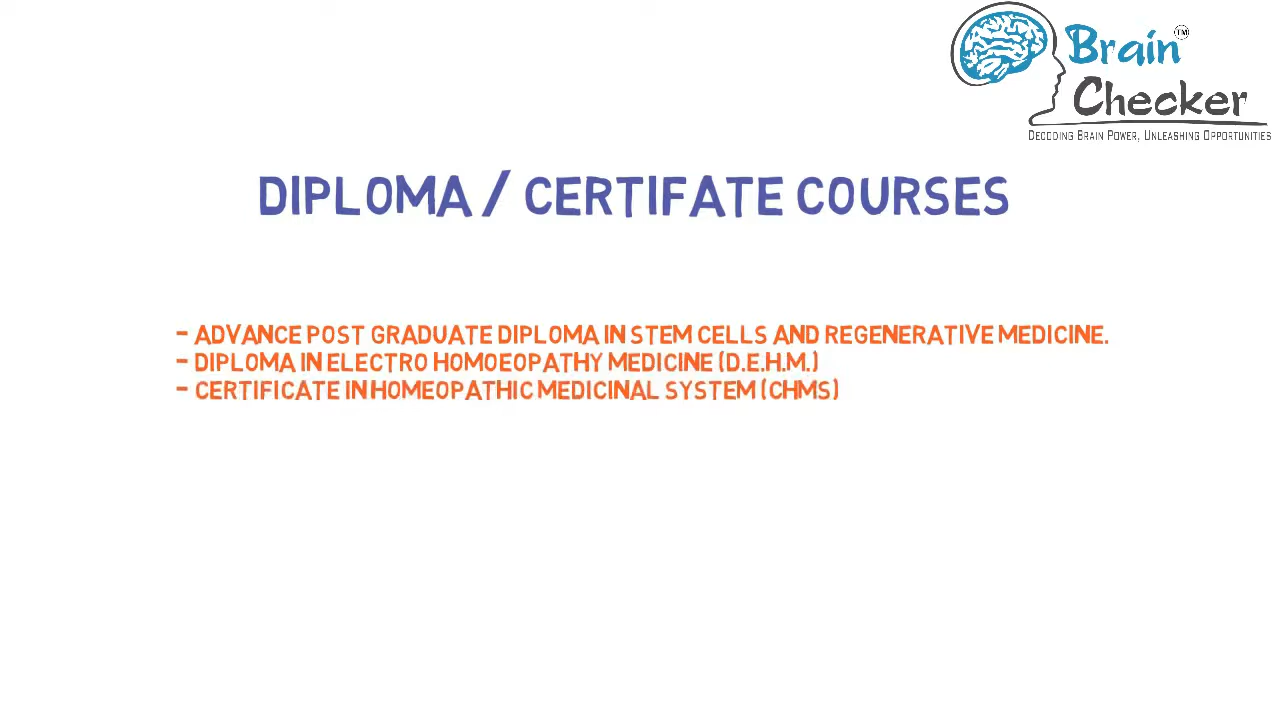 Brain TM
Checker
DECODING BRAIN POWER, UNLEASHING OPPORTUNITIES
DIPLOMA / CERTIFATE COURSES
- ADVANCE POST GRADUATE DIPLOMA IN STEM CELLS AND REGENERATIVE MEDICINE.
- DIPLOMA IN ELECTRO HOMOEOPATHY MEDICINE (D.E.H.M.)
- CERTIFICATE IN HOMEOPATHIC MEDICINAL SYSTEM (CHMS)